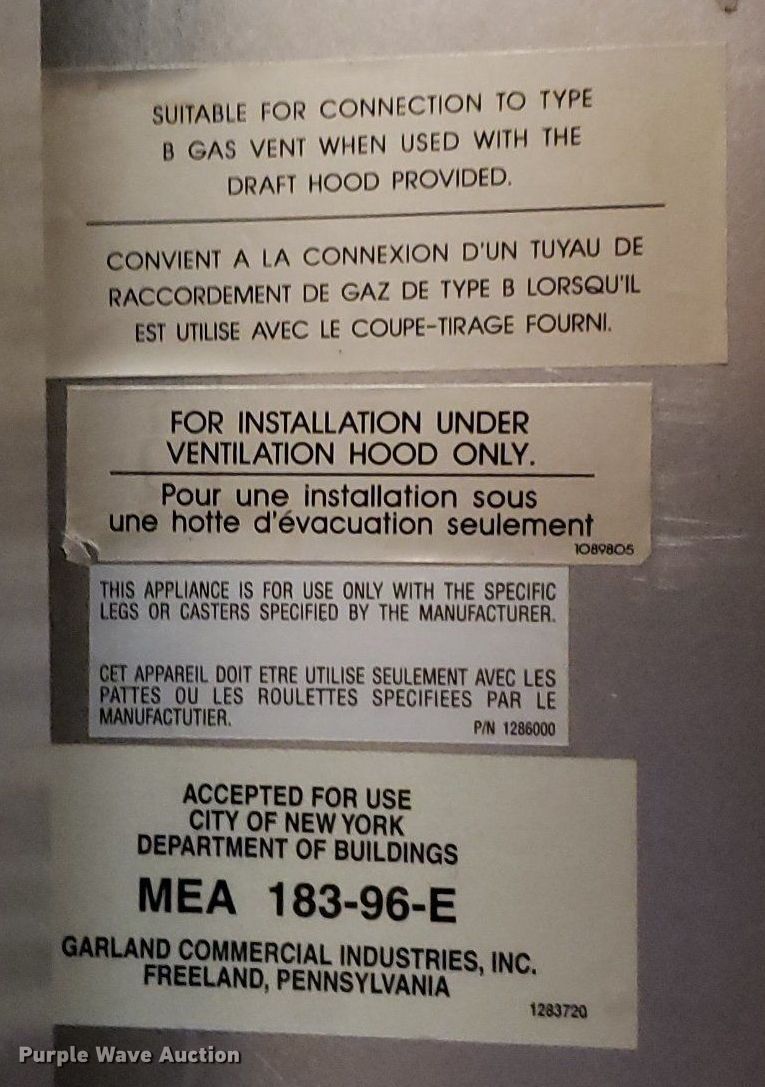 SUITABLE FOR CONNECTION TO TYPE
B GAS VENT WHEN USED WITH THE
DRAFT HOOD PROVIDED.
CONVIENT A LA CONNEXION D'UN TUYAU DE
RACCORDEMENT DE GAZ DE TYPE B LORSQU'IL
EST UTILISE AVEC LE COUPE-TIRAGE FOURNI.
FOR INSTALLATION UNDER
VENTILATION HOOD ONLY.
Pour une installation sous
une hotte d'évacuation seulement
1089805
THIS APPLIANCE IS FOR USE ONLY WITH THE SPECIFIC
LEGS OR CASTERS SPECIFIED BY THE MANUFACTURER.
CET APPAREIL DOIT ETRE UTILISE SEULEMENT AVEC LES
PATTES OU LES ROULETTES SPECIFIEES PAR LE
MANUFACTUTIER.
P/N 1286000
ACCEPTED FOR USE
CITY OF NEW YORK
DEPARTMENT OF BUILDINGS
MEA 183-96-E
GARLAND COMMERCIAL INDUSTRIES, INC.
FREELAND, PENNSYLVANIA
1283720
Purple Wave Auction